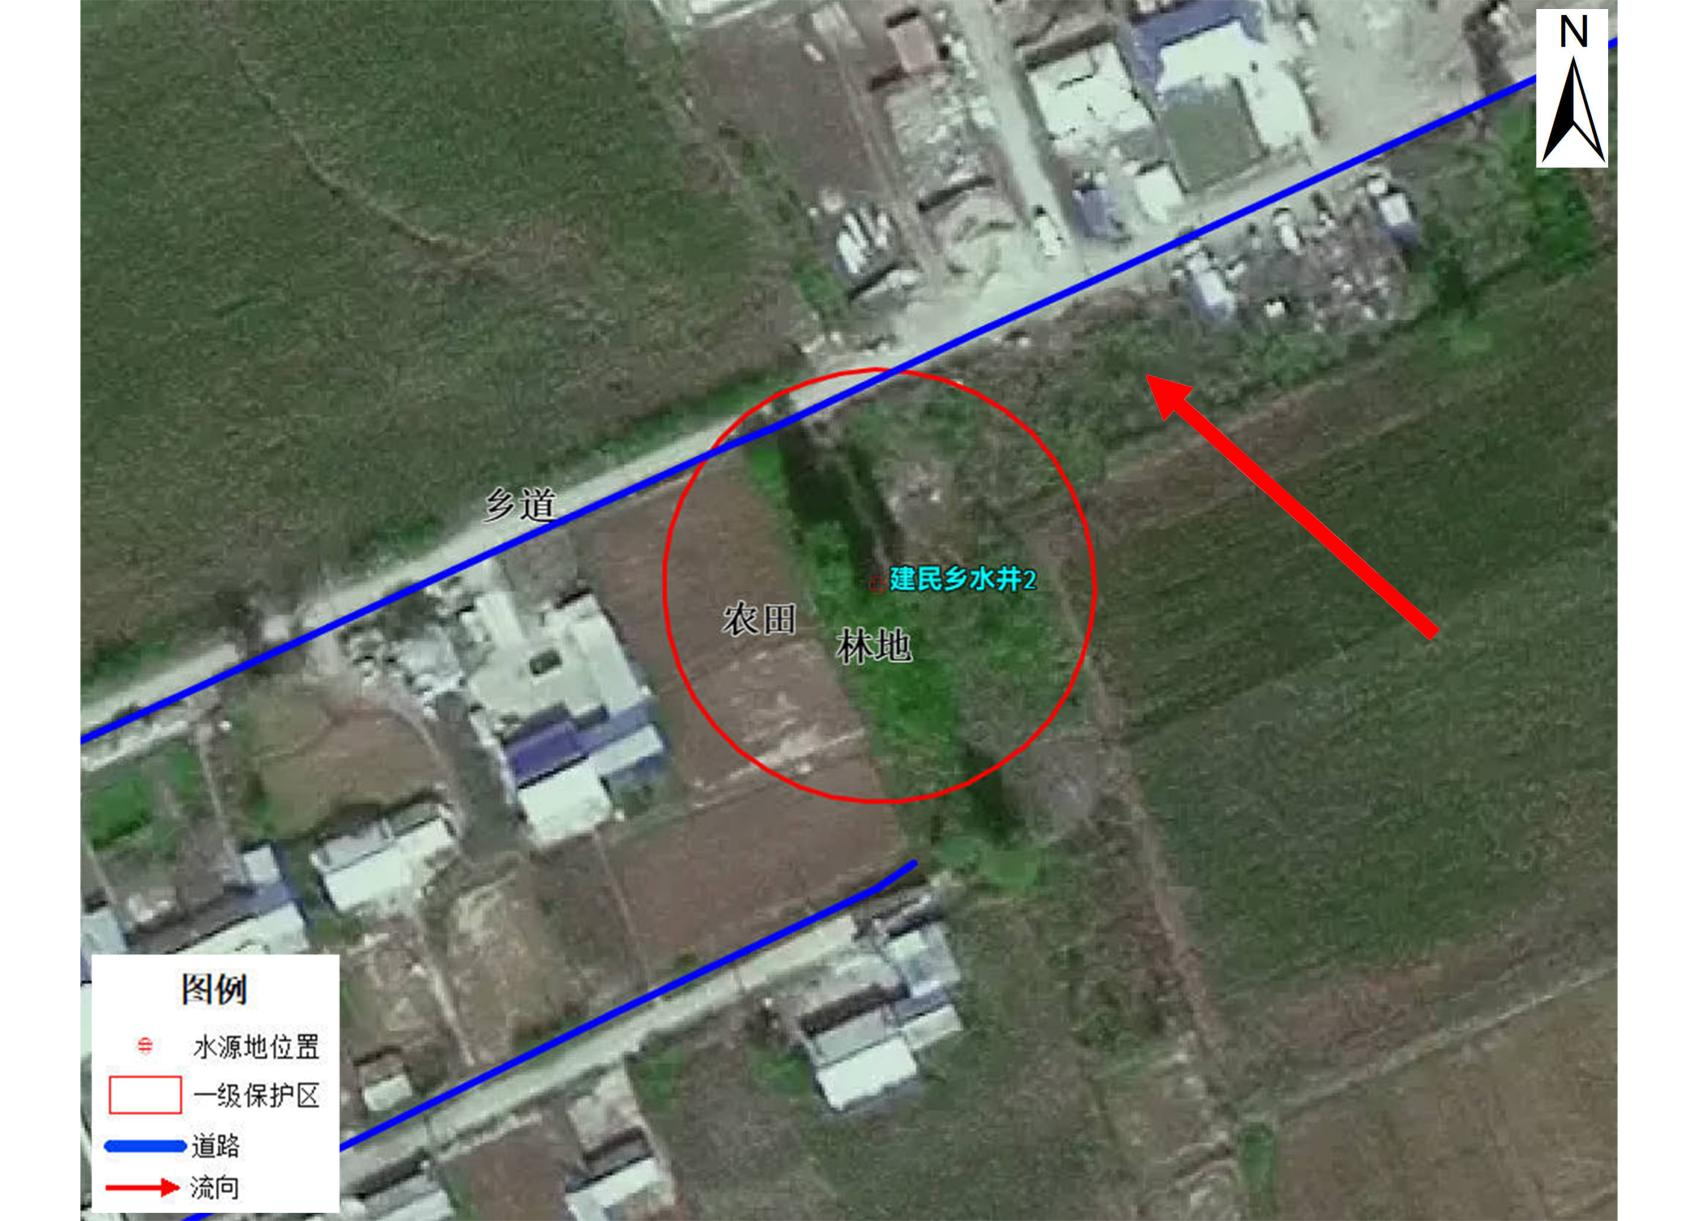 N
乡道
建民乡水井2
农田
林地
图例
水源地位置
一级保护区
道路
流向